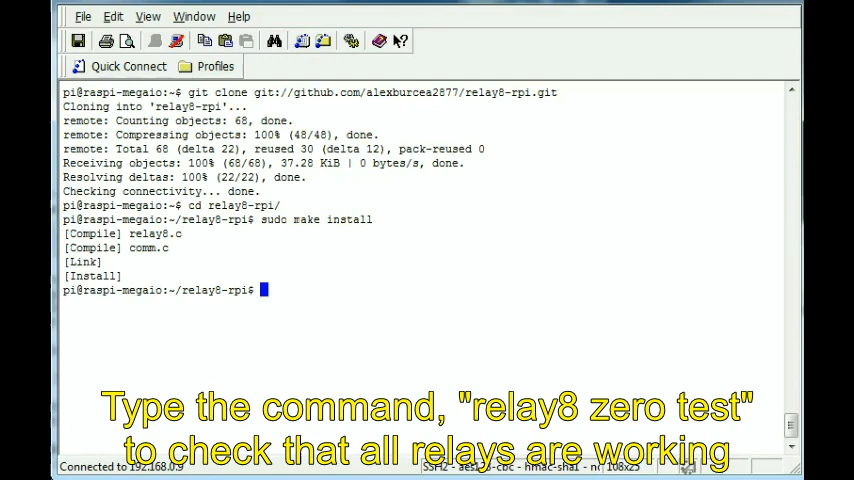 File Edit View Window Help
Quick Connect Profiles
pi@raspi-megaio:~$ git clone git://github.com/alexburcea2877/relay8-rpi.git
Cloning into 'relay8-rpi'...
remote: Counting objects: 68, done.
remote: Compressing objects: 100% (48/48), done.
remote: Total 68 (delta 22), reused 30 (delta 12), pack-reused 0
Receiving objects: 100% (68/68), 37.28 KiB | 0 bytes/s, done.
Resolving deltas: 100% (22/22), done.
Checking connectivity... done.
pi@raspi-megaio:~$ cd relay8-rpi/
pi@raspi-megaio:~/relay8-rpi$ sudo make install
[Compile] relay8.c
[Compile] comm.c
[Link]
[Install]
pi@raspi-megaio:~/relay8-rpi$
Type the command, "relay8 zero test"
to check that all relays are working
Connected to 192.168.0.9 SSH2 - hmac-sha1 - 108x25